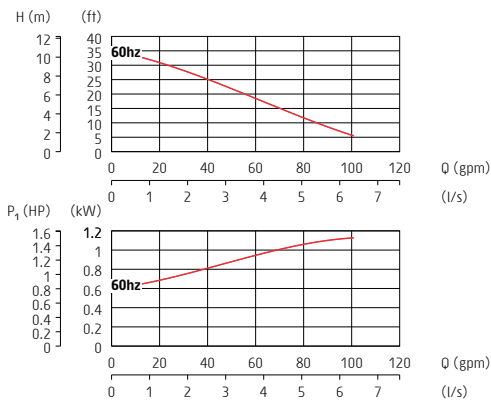 H (m) (ft)
12 40
35
10 60hz 30
8 25
6 20
15
4 10
2 5
0 0
0 20 40 60 80 100 120 Q (gpm)
0 1 2 3 4 5 6 7 (l/s)
P1 (HP) (kW)
1.6 1.2
1.4 1
1.2 0.8
1 60hz
0.8 0.6
0.6 0.4
0.4 0.2
0.2
0 0
0 20 40 60 80 100 120 Q (gpm)
0 1 2 3 4 5 6 7 (l/s)